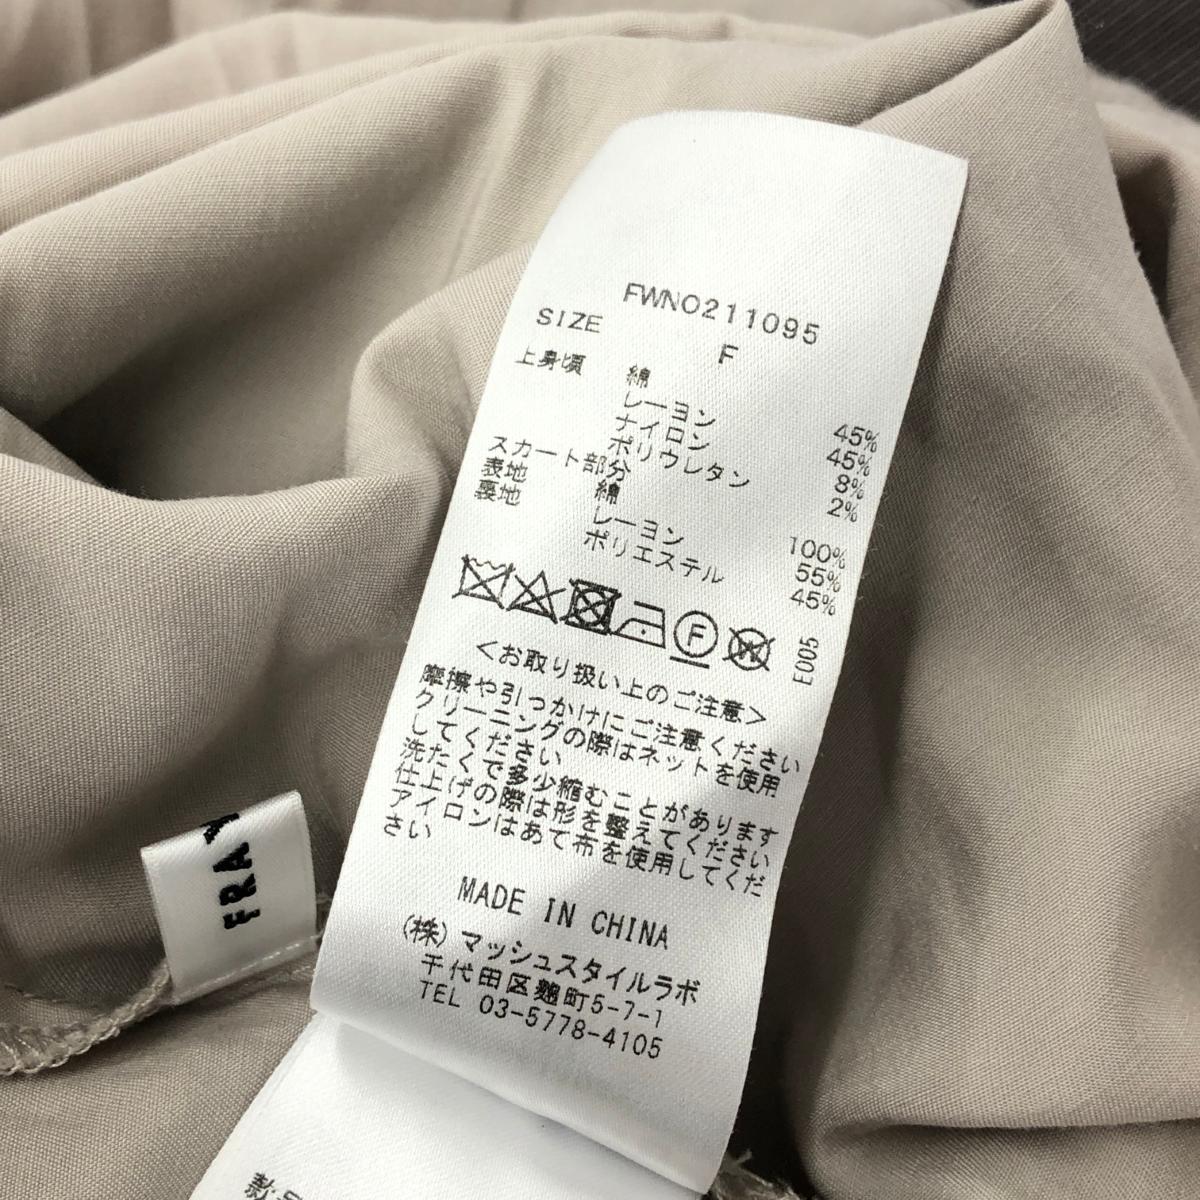 FWNO211095
SIZE F
上身頃 綿 45%
レーヨン 45%
ナイロン 8%
ポリウレタン 2%
スカート部分
表地 綿 100%
裏地 レーヨン 55%
ポリエステル 45%
F
W
E005
<お取り扱い上のご注意>
摩擦や引っかけにご注意ください
クリーニングの際はネットを使用
してください
洗たくで多少縮むことがあります
仕上げの際は形を整えてください
アイロンはあて布を使用してくだ
さい
MADE IN CHINA
(株)マッシュスタイルラボ
千代田区麹町5-7-1
TEL 03-5778-4105
FRAY